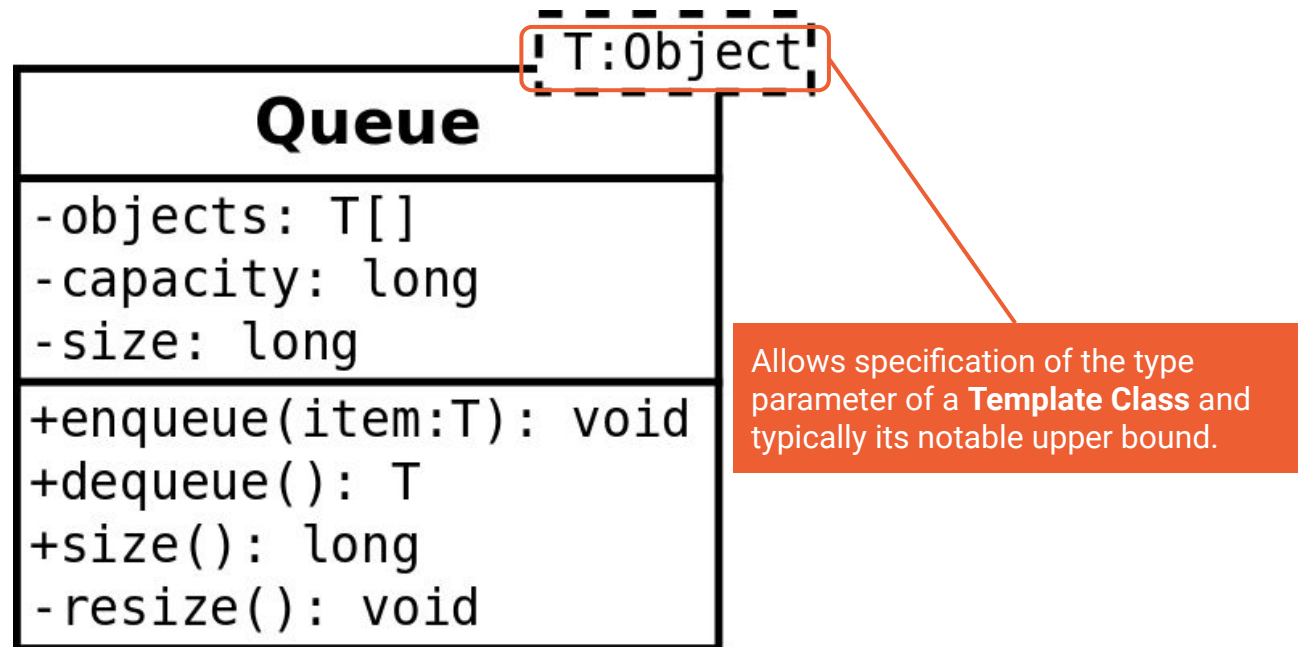 T:Object
Queue
-objects: T[]
-capacity: long
-size: long
+enqueue(item:T): void
+dequeue(): T
+size(): long
-resize(): void
Allows specification of the type
parameter of a Template Class and
typically its notable upper bound.